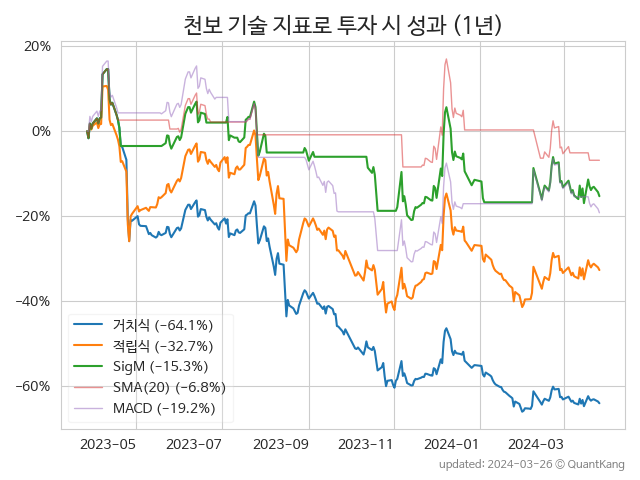 천보 기술 지표로 투자 시 성과 (1년)
20%
0%
−20%
−40%
−60%
거치식 (−64.1%)
적립식 (−32.7%)
SigM (−15.3%)
SMA(20) (−6.8%)
MACD (−19.2%)
2023−05
2023−07
2023−09
2023−11
2024−01
2024−03
updated: 2024−03−26 ⓒ QuantKang